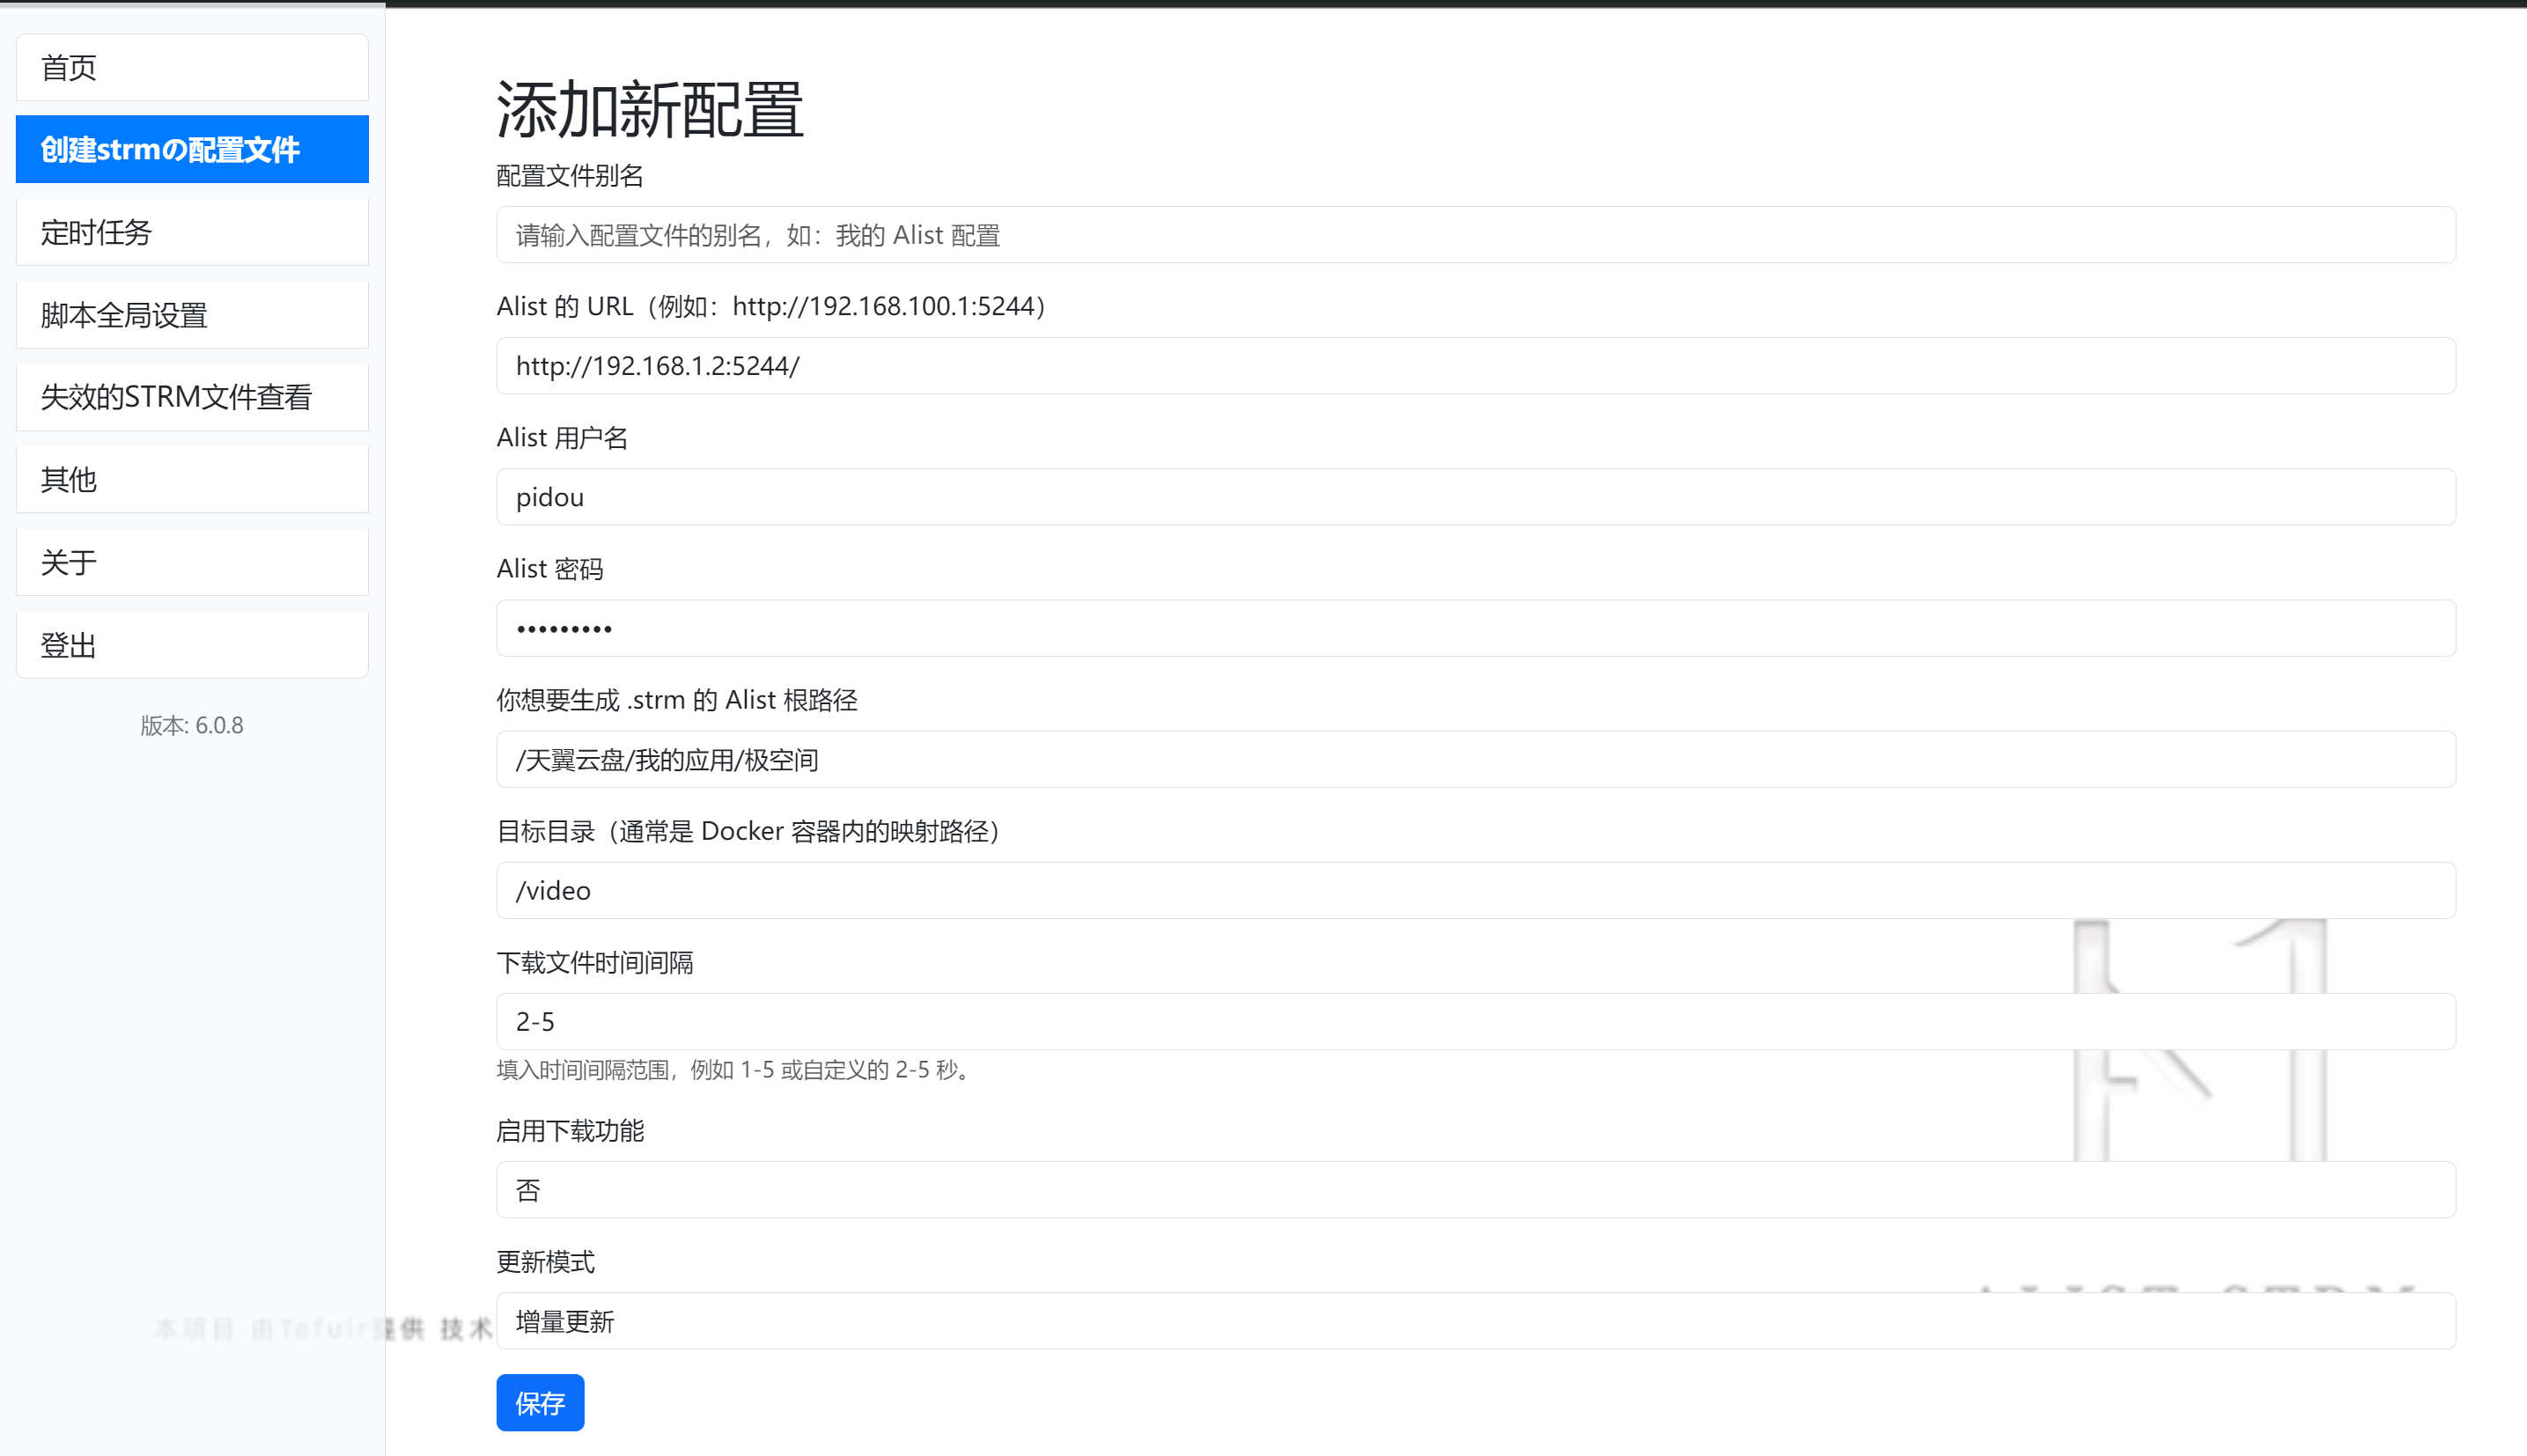 首页
创建strmの配置文件
定时任务
脚本全局设置
失效的STRM文件查看
其他
关于
登出
版本: 6.0.8
添加新配置
配置文件别名
请输入配置文件的别名，如：我的 Alist 配置
Alist 的 URL（例如：http://192.168.100.1:5244）
http://192.168.1.2:5244/
Alist 用户名
pidou
Alist 密码
•••••••••
你想要生成 .strm 的 Alist 根路径
/天翼云盘/我的应用/极空间
目标目录（通常是 Docker 容器内的映射路径）
/video
下载文件时间间隔
2-5
填入时间间隔范围，例如 1-5 或自定义的 2-5 秒。
启用下载功能
否
更新模式
增量更新
本项目 由Tefuir提供 技术
保存